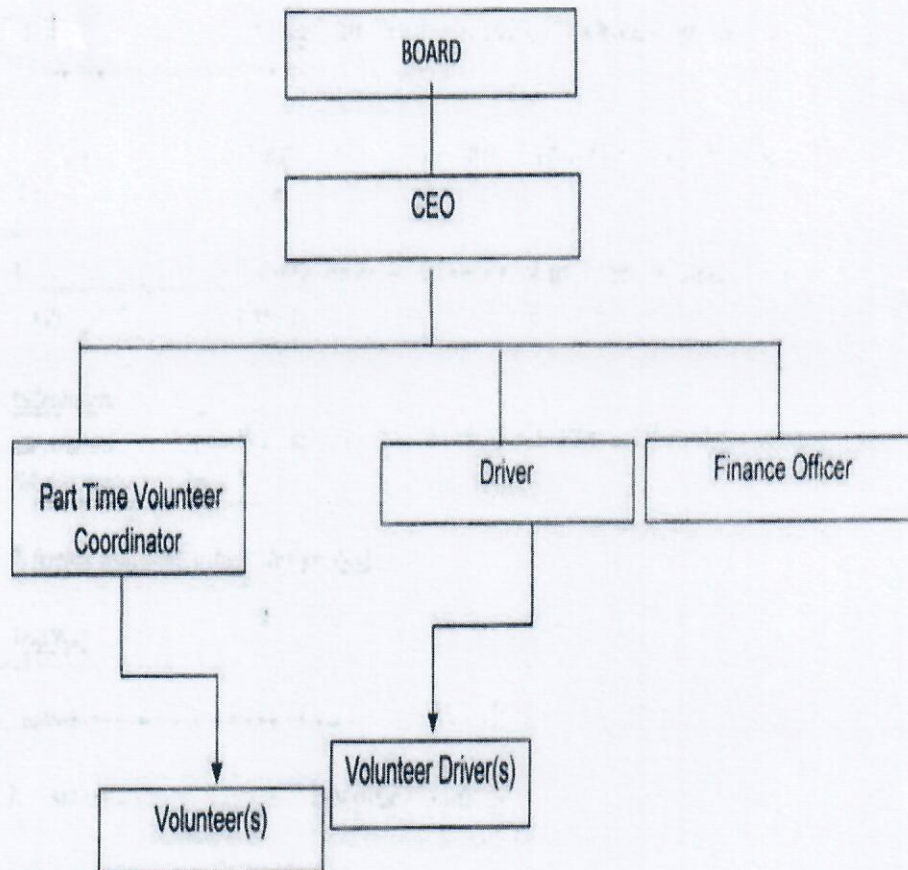 BOARD
CEO
Part Time Volunteer
Coordinator
Driver
Finance Officer
Volunteer Driver(s)
Volunteer(s)